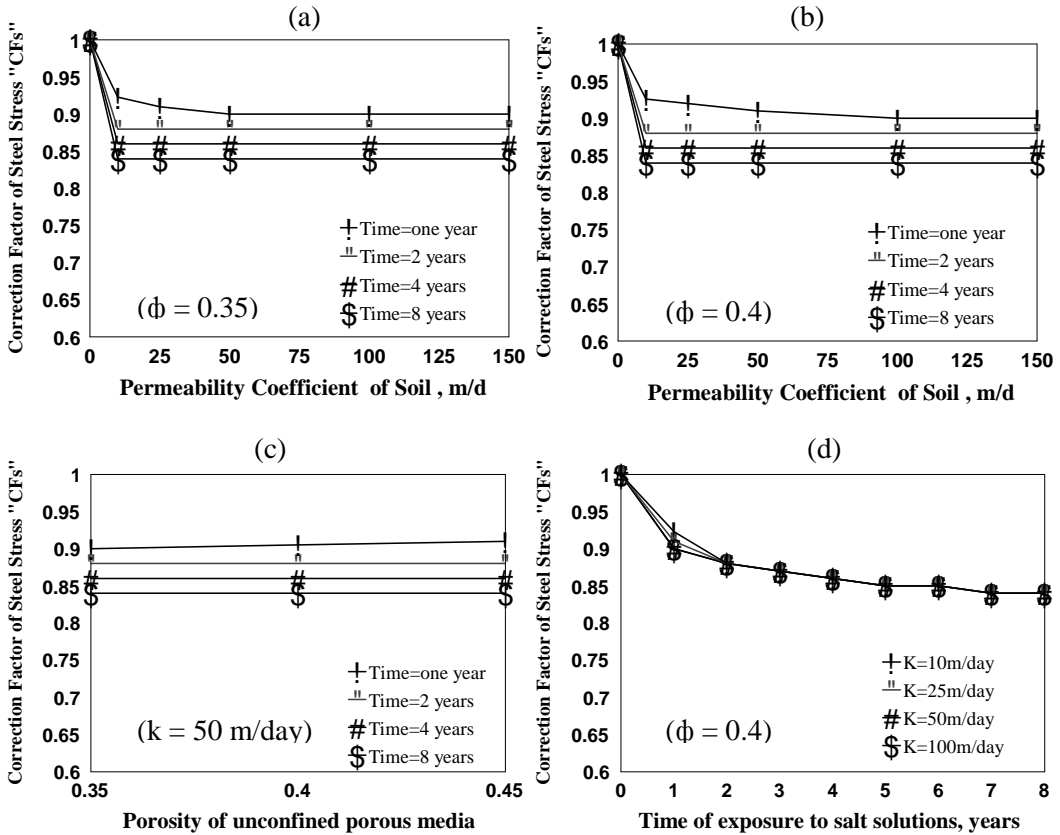 (a)
Correction Factor of Steel Stress "CFs"
1
0.95
0.9
0.85
0.8
0.75
0.7
0.65
0.6
Time=one year
Time=2 years
Time=4 years
Time=8 years
(ϕ = 0.35)
0 25 50 75 100 125 150
Permeability Coefficient of Soil , m/d
(b)
Correction Factor of Steel Stress "CFs"
1
0.95
0.9
0.85
0.8
0.75
0.7
0.65
0.6
Time=one year
Time=2 years
Time=4 years
Time=8 years
(ϕ = 0.4)
0 25 50 75 100 125 150
Permeability Coefficient of Soil , m/d
(c)
Correction Factor of Steel Stress "CFs"
1
0.95
0.9
0.85
0.8
0.75
0.7
0.65
0.6
Time=one year
Time=2 years
Time=4 years
Time=8 years
(k = 50 m/day)
0.35 0.4 0.45
Porosity of unconfined porous media
(d)
Correction Factor of Steel Stress "CFs"
1
0.95
0.9
0.85
0.8
0.75
0.7
0.65
0.6
K=10m/day
K=25m/day
K=50m/day
K=100m/day
(ϕ = 0.4)
0 1 2 3 4 5 6 7 8
Time of exposure to salt solutions, years